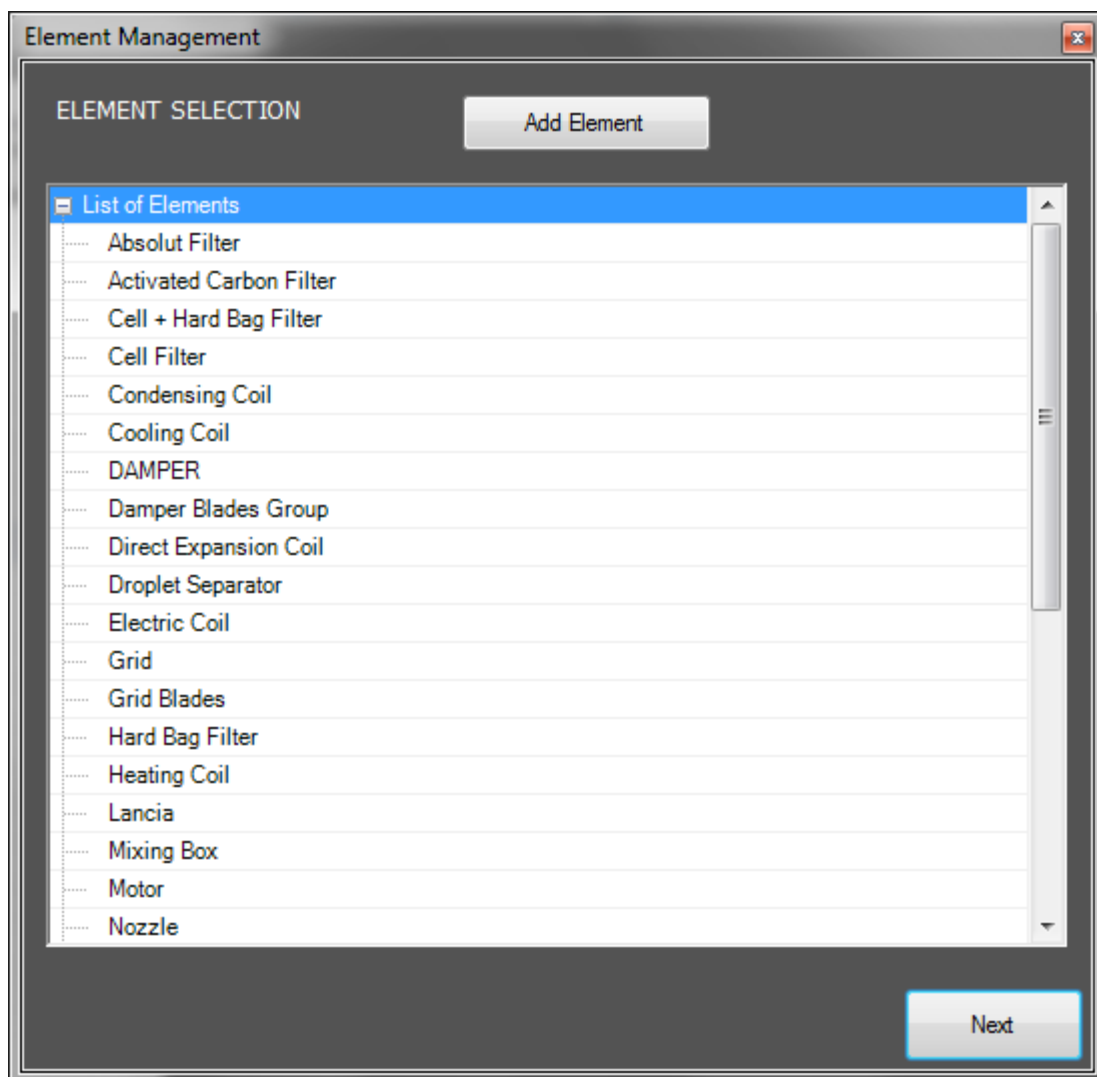 Element Management
ELEMENT SELECTION
Add Element
List of Elements
Absolut Filter
Activated Carbon Filter
Cell + Hard Bag Filter
Cell Filter
Condensing Coil
Cooling Coil
DAMPER
Damper Blades Group
Direct Expansion Coil
Droplet Separator
Electric Coil
Grid
Grid Blades
Hard Bag Filter
Heating Coil
Lancia
Mixing Box
Motor
Nozzle
Next